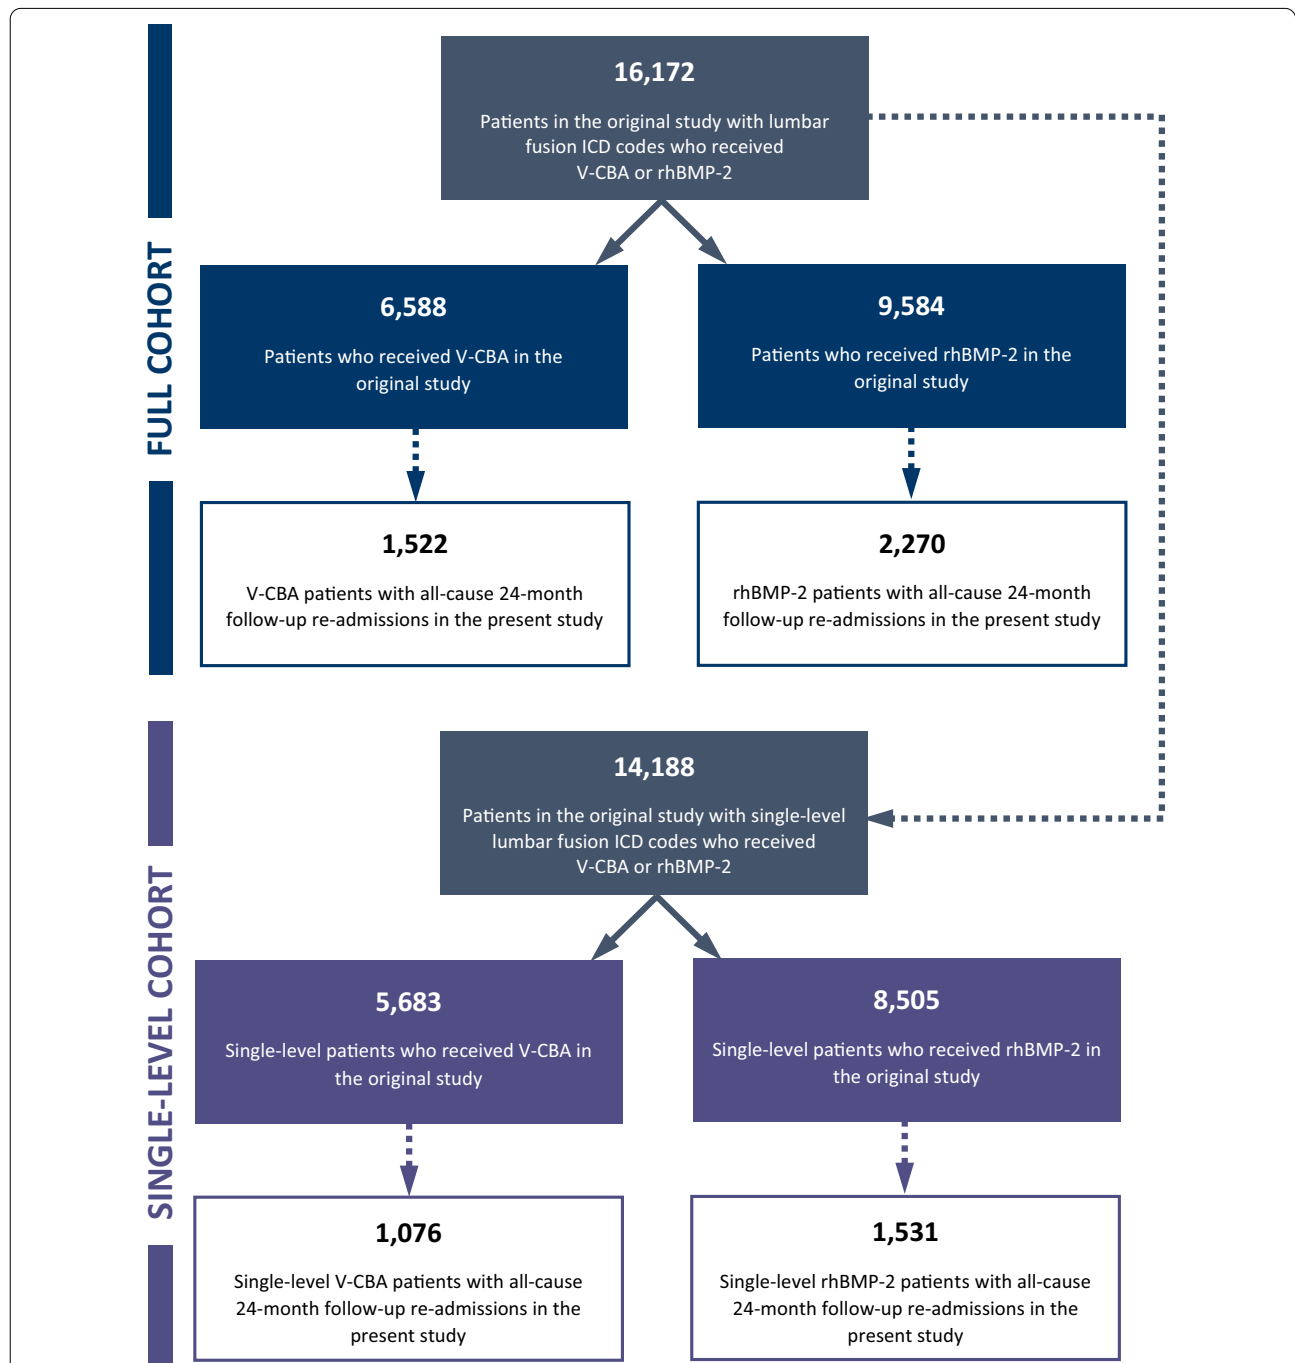 FULL COHORT
16,172
Patients in the original study with lumbar
fusion ICD codes who received
V-CBA or rhBMP-2
6,588
Patients who received V-CBA in the
original study
9,584
Patients who received rhBMP-2 in the
original study
1,522
V-CBA patients with all-cause 24-month
follow-up re-admissions in the present study
2,270
rhBMP-2 patients with all-cause 24-month
follow-up re-admissions in the present study
SINGLE-LEVEL COHORT
14,188
Patients in the original study with single-level
lumbar fusion ICD codes who received
V-CBA or rhBMP-2
5,683
Single-level patients who received V-CBA in
the original study
8,505
Single-level patients who received rhBMP-2 in
the original study
1,076
Single-level V-CBA patients with all-cause
24-month follow-up re-admissions in the
present study
1,531
Single-level rhBMP-2 patients with all-cause
24-month follow-up re-admissions in the
present study